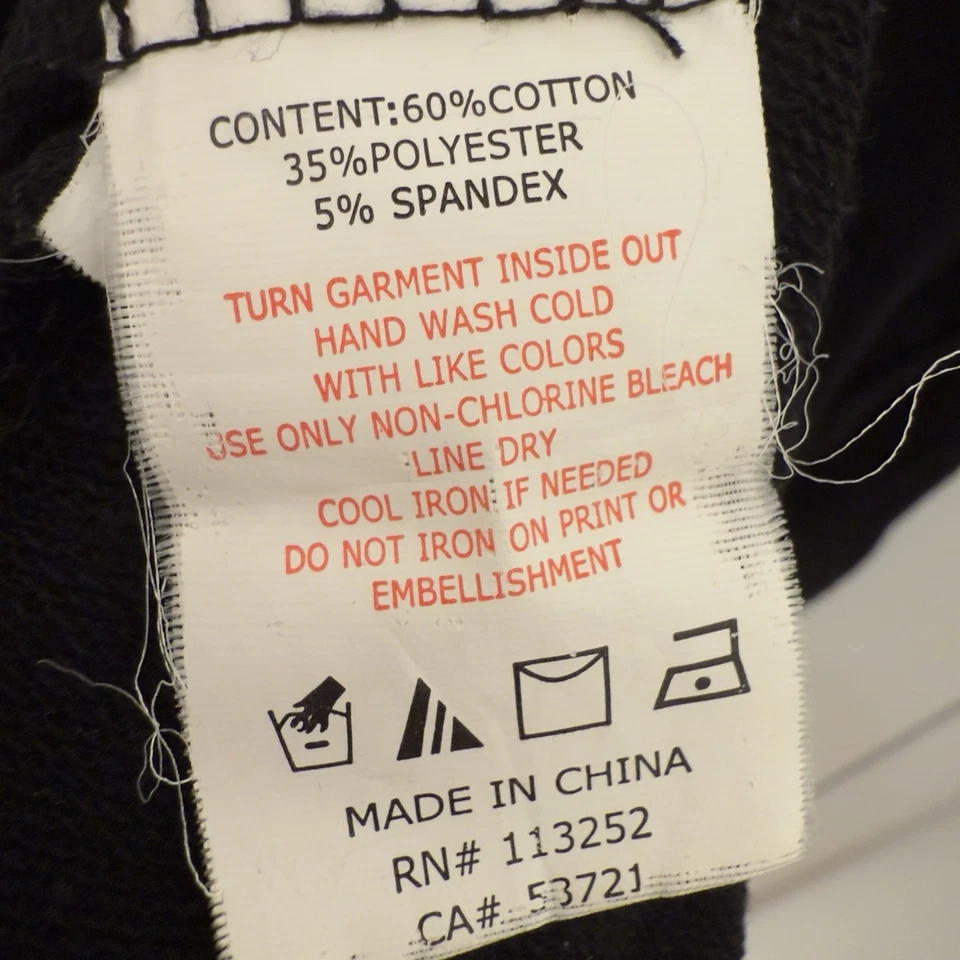 CONTENT:60%COTTON
35%POLYESTER
5% SPANDEX
TURN GARMENT INSIDE OUT
HAND WASH COLD
WITH LIKE COLORS
USE ONLY NON-CHLORINE BLEACH
LINE DRY
COOL IRON IF NEEDED
DO NOT IRON ON PRINT OR
EMBELLISHMENT
MADE IN CHINA
RN# 113252
CA# 53721